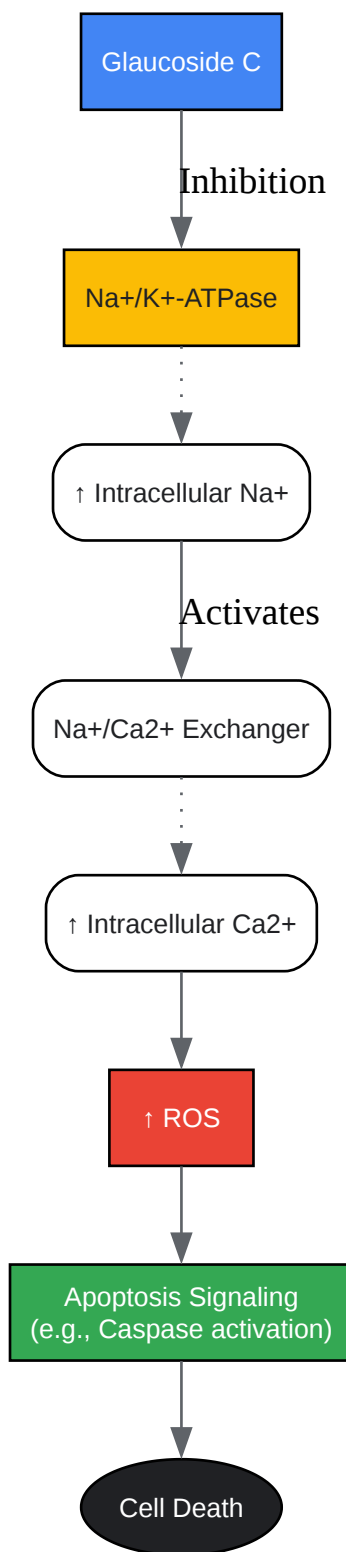 Glaucoside C
Inhibition
Na+/K+-ATPase
↑ Intracellular Na+
Activates
Na+/Ca2+ Exchanger
↑ Intracellular Ca2+
↑ ROS
Apoptosis Signaling
(e.g., Caspase activation)
Cell Death